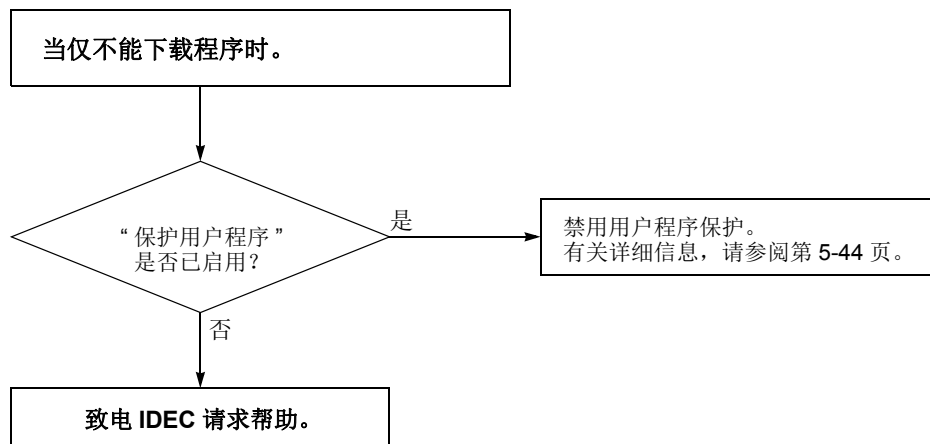 当仅不能下载程序时。
“ 保护用户程序 ”
是否已启用？
是
禁用用户程序保护。
有关详细信息，请参阅第 5-44 页。
否
致电 IDEC 请求帮助。